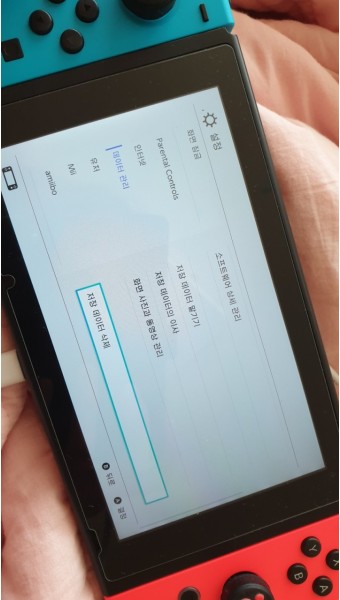 설정
화면 잠금
Parental Controls
인터넷
데이터 관리
유저
Mii
amiibo
소프트웨어 상세 관리
저장 데이터 맡기기
저장 데이터의 이사
화면 사진과 동영상 관리
저장 데이터 삭제
B 뒤로
A 결정
Y
X
B
A